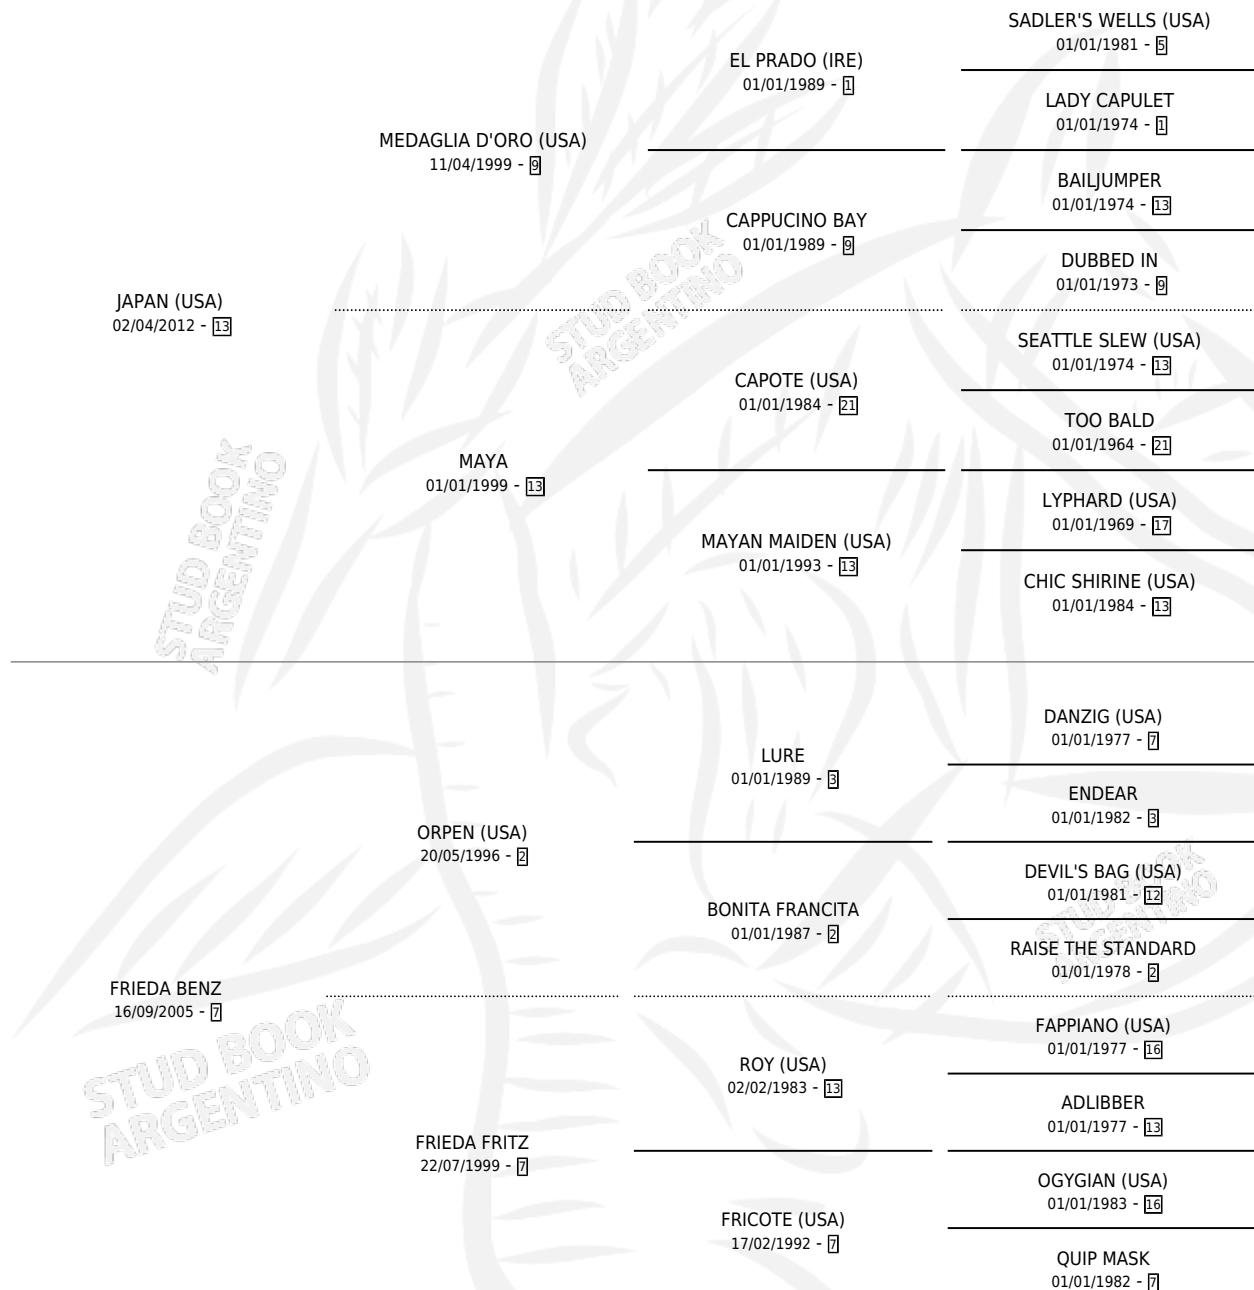 JAPAN (USA)
02/04/2012 - 13
MEDAGLIA D'ORO (USA)
11/04/1999 - 9
EL PRADO (IRE)
01/01/1989 - 1
SADLER'S WELLS (USA)
01/01/1981 - 5
LADY CAPULET
01/01/1974 - 1
CAPPUCINO BAY
01/01/1989 - 9
BAILJUMPER
01/01/1974 - 13
DUBBED IN
01/01/1973 - 9
MAYA
01/01/1999 - 13
CAPOTE (USA)
01/01/1984 - 21
SEATTLE SLEW (USA)
01/01/1974 - 13
TOO BALD
01/01/1964 - 21
MAYAN MAIDEN (USA)
01/01/1993 - 13
LYPHARD (USA)
01/01/1969 - 17
CHIC SHIRINE (USA)
01/01/1984 - 13
FRIEDA BENZ
16/09/2005 - 7
ORPEN (USA)
20/05/1996 - 2
LURE
01/01/1989 - 3
DANZIG (USA)
01/01/1977 - 7
ENDEAR
01/01/1982 - 3
BONITA FRANCITA
01/01/1987 - 2
DEVIL'S BAG (USA)
01/01/1981 - 12
RAISE THE STANDARD
01/01/1978 - 2
FRIEDA FRITZ
22/07/1999 - 7
ROY (USA)
02/02/1983 - 13
FAPPIANO (USA)
01/01/1977 - 16
ADLIBBER
01/01/1977 - 13
FRICOTE (USA)
17/02/1992 - 7
OGYGIAN (USA)
01/01/1983 - 16
QUIP MASK
01/01/1982 - 7
STUD BOOK
ARGENTINO
STUD BOOK
ARGENTINO
STUD BOOK
ARGENTINO
STUD BOOK
ARGENTINO